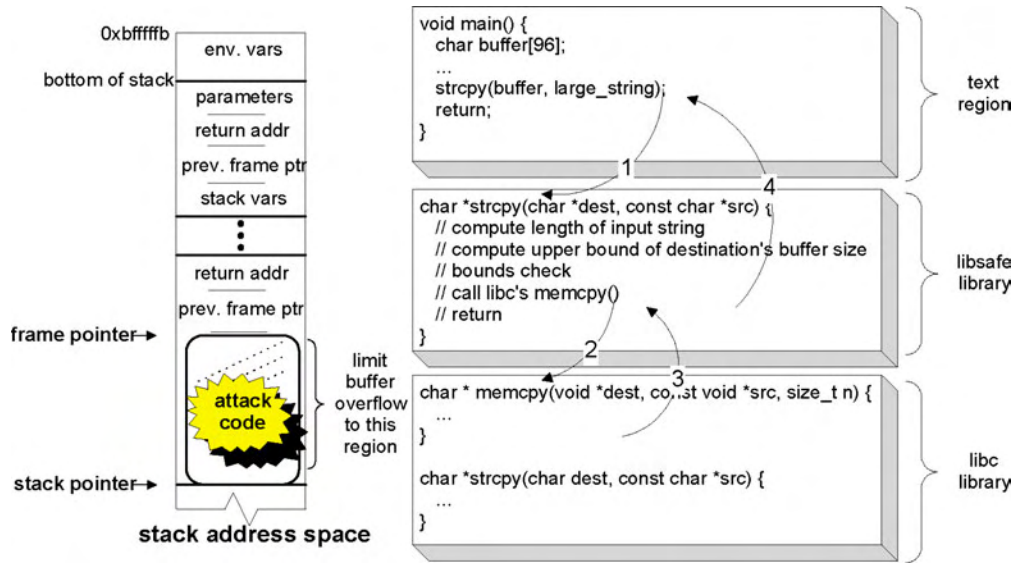 0xbfffffb
env. vars
bottom of stack
parameters
return addr
prev. frame ptr
stack vars
return addr
prev. frame ptr
frame pointer
attack
code
limit
buffer
overflow
to this
region
stack pointer
stack address space
void main() {
char buffer[96];
...
strcpy(buffer, large_string);
return;
}
text
region
1
4
char *strcpy(char *dest, const char *src) {
// compute length of input string
// compute upper bound of destination's buffer size
// bounds check
// call libc's memcpy()
// return
}
libsafe
library
2
3
char * memcpy(void *dest, const void *src, size_t n) {
...
}
char *strcpy(char dest, const char *src) {
...
}
libc
library